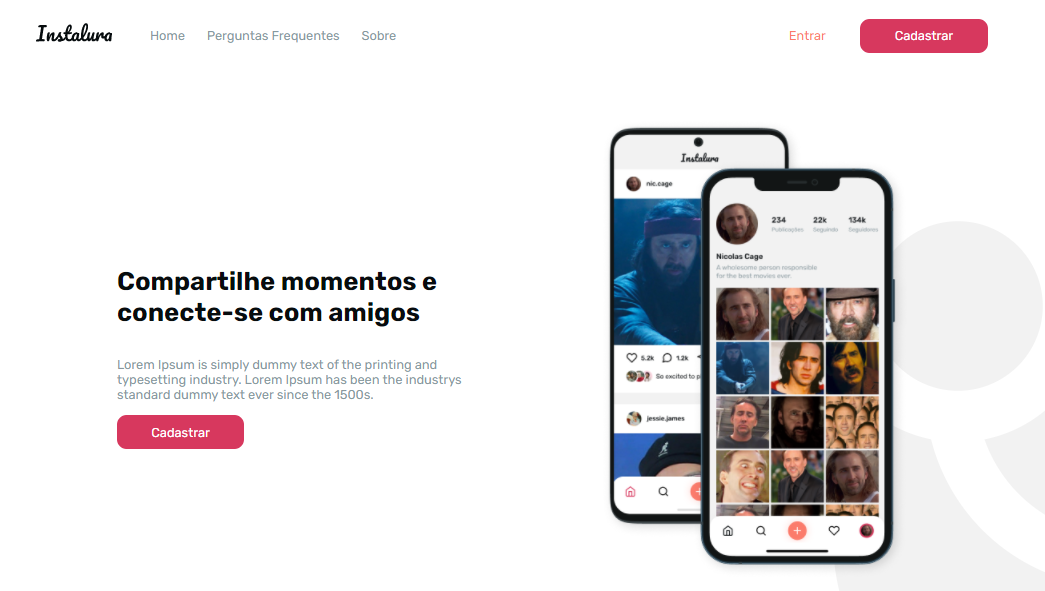 Instalura
Home
Perguntas Frequentes
Sobre
Entrar
Cadastrar
Compartilhe momentos e
conecte-se com amigos
Lorem Ipsum is simply dummy text of the printing and
typesetting industry. Lorem Ipsum has been the industrys
standard dummy text ever since the 1500s.
Cadastrar
Instalura
nic.cage
5.2k
1.2k
So excited to p
jessie.james
234
22k
134k
Publicações
Seguindo
Seguidores
Nicolas Cage
A wholesome person responsible
for the best movies ever.